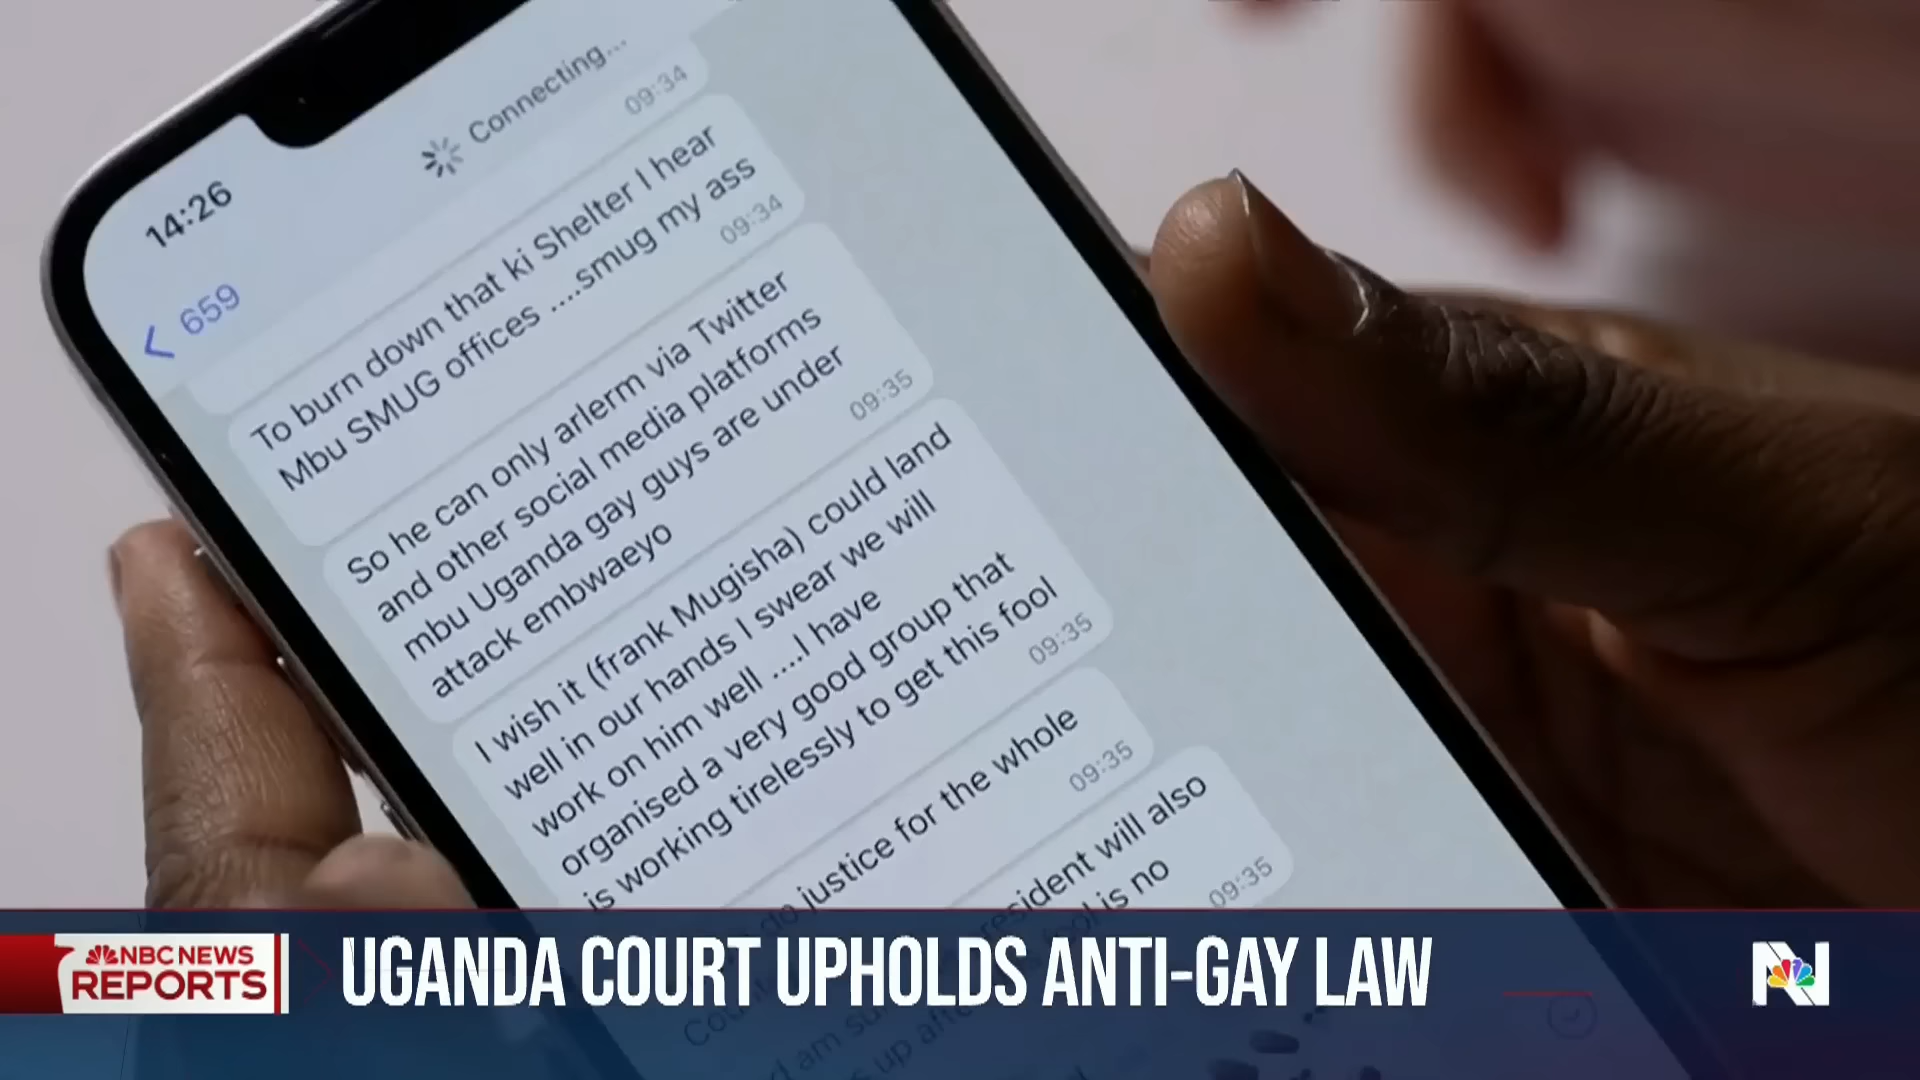 Connecting...
14:26
659
09:34
To burn down that ki Shelter I hear
Mbu SMUG offices ....smug my ass
09:34
So he can only arlerm via Twitter
and other social media platforms
mbu Uganda gay guys are under
attack embwaeyo
09:35
I wish it (frank Mugisha) could land
well in our hands I swear we will
work on him well ....I have
organised a very good group that
is working tirelessly to get this fool
09:35
do justice for the whole
09:35
resident will also
is no
09:35
NBC NEWS
REPORTS
UGANDA COURT UPHOLDS ANTI-GAY LAW
N